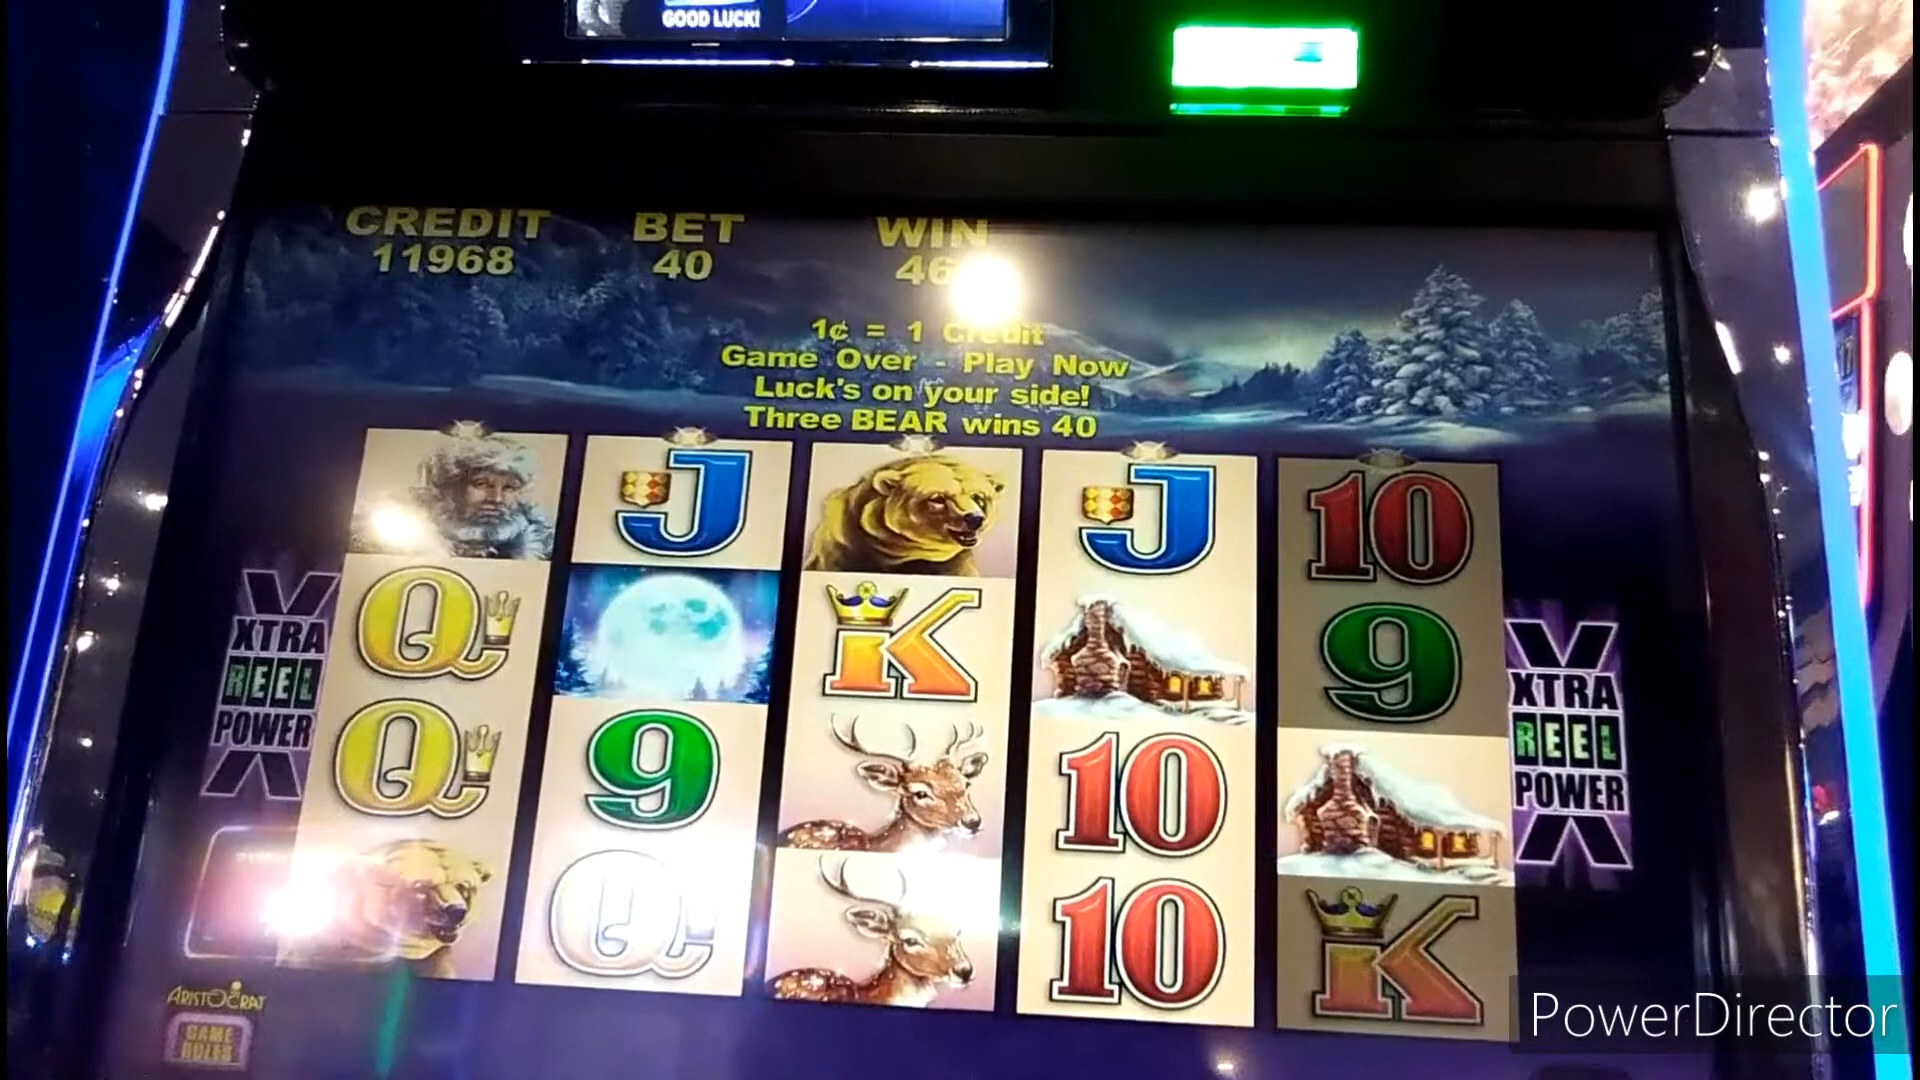 GOOD LUCK!
CREDIT BET WIN
11968 40 46
1¢ = 1 Credit
Game Over - Play Now
Luck's on your side!
Three BEAR wins 40
J J 10
Q K 9
Q 9 10
Q 10 K
XTRA
REEL
POWER
XTRA
REEL
POWER
ARISTOCRAT
GAME
RULES
PowerDirector